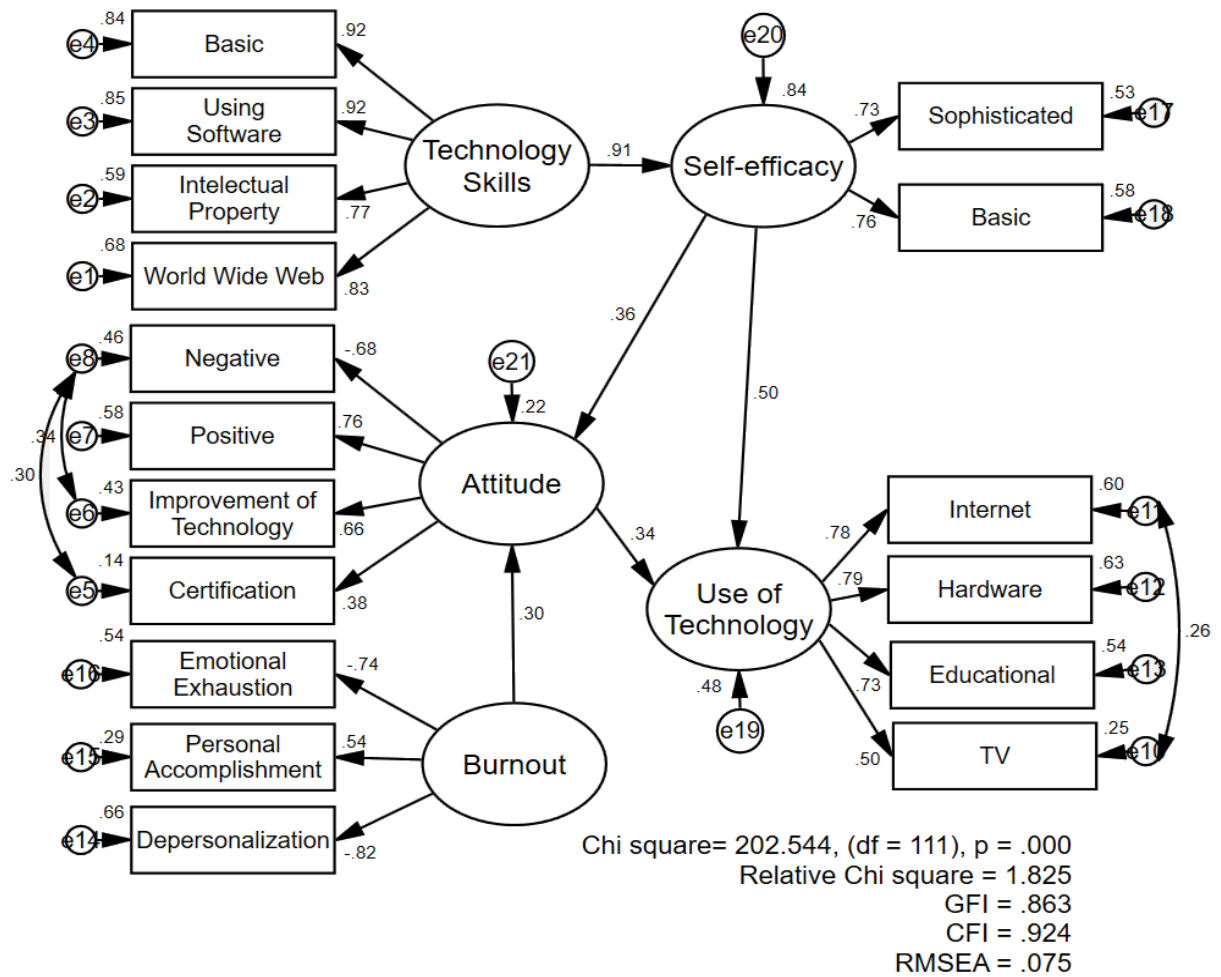 .84
e4
Basic
.92
.85
e3
Using
Software
.92
.59
e2
Intelectual
Property
.77
.68
e1
World Wide Web
.83
Technology
Skills
.91
e20
.84
Self-efficacy
.73
Sophisticated
.53
e17
.76
Basic
.58
e18
.36
.50
.46
e8
Negative
-.68
.58
e7
Positive
.76
.34
.30
.43
e6
Improvement of
Technology
.66
.14
e5
Certification
.38
e21
.22
Attitude
.34
.30
.54
e16
Emotional
Exhaustion
-.74
.29
e15
Personal
Accomplishment
.54
.66
e14
Depersonalization
-.82
Burnout
Use of
Technology
.48
e19
.78
Internet
.60
e11
.79
Hardware
.63
e12
.73
Educational
.54
e13
.50
TV
.25
e10
.26
Chi square= 202.544, (df = 111), p = .000
Relative Chi square = 1.825
GFI = .863
CFI = .924
RMSEA = .075